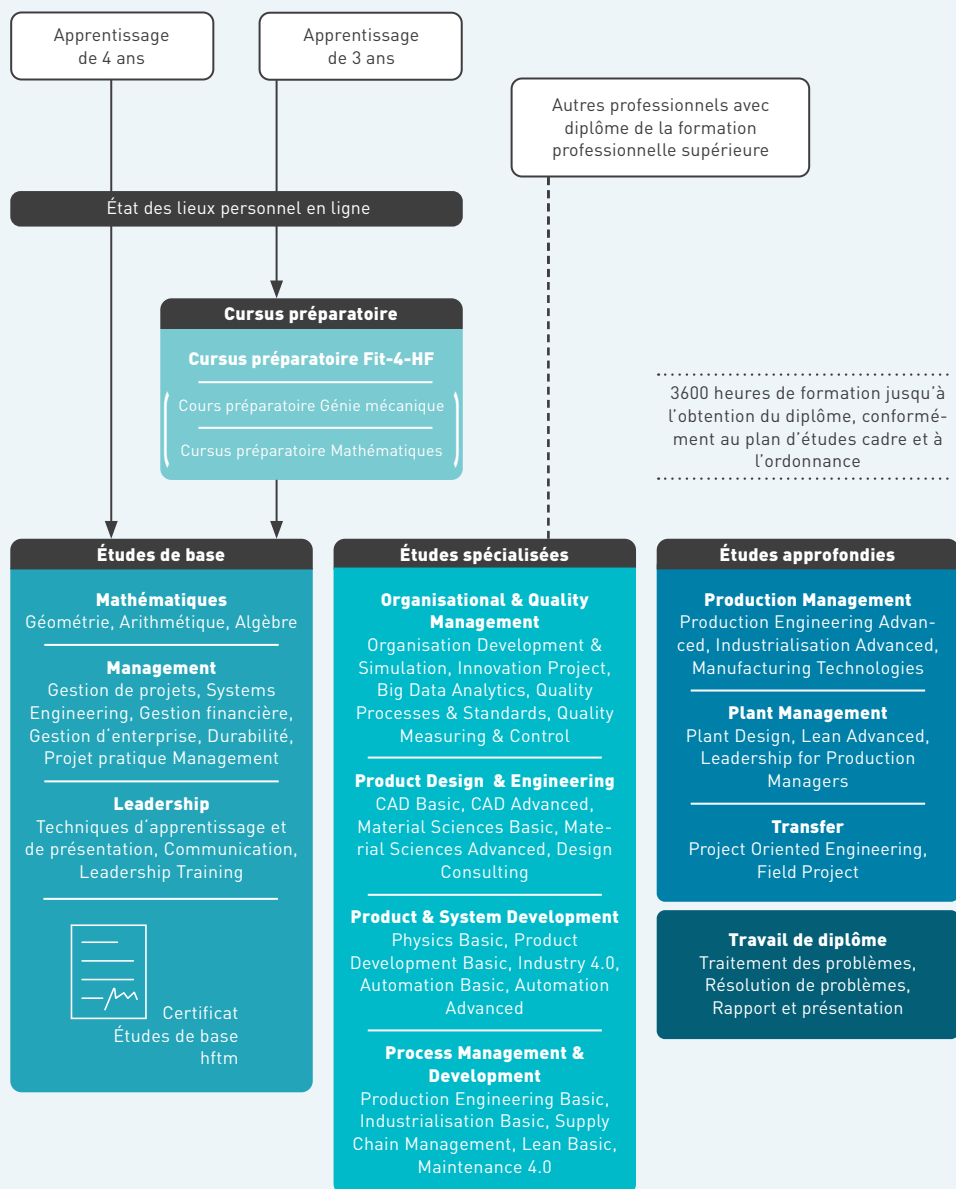 Apprentissage
de 4 ans
Apprentissage
de 3 ans
Autres professionnels avec
diplôme de la formation
professionnelle supérieure
État des lieux personnel en ligne
Cursus préparatoire
Cursus préparatoire Fit-4-HF
Cours préparatoire Génie mécanique
Cursus préparatoire Mathématiques
3600 heures de formation jusqu'à
l'obtention du diplôme, conformé-
ment au plan d'études cadre et à
l'ordonnance
Études de base
Mathématiques
Géométrie, Arithmétique, Algèbre
Management
Gestion de projets, Systems
Engineering, Gestion financière,
Gestion d'enterprise, Durabilité,
Projet pratique Management
Leadership
Techniques d'apprentissage et
de présentation, Communication,
Leadership Training
Certificat
Études de base
hftm
Études spécialisées
Organisational & Quality
Management
Organisation Development &
Simulation, Innovation Project,
Big Data Analytics, Quality
Processes & Standards, Quality
Measuring & Control
Product Design & Engineering
CAD Basic, CAD Advanced,
Material Sciences Basic, Mate-
rial Sciences Advanced, Design
Consulting
Product & System Development
Physics Basic, Product
Development Basic, Industry 4.0,
Automation Basic, Automation
Advanced
Process Management &
Development
Production Engineering Basic,
Industrialisation Basic, Supply
Chain Management, Lean Basic,
Maintenance 4.0
Études approfondies
Production Management
Production Engineering Advan-
ced, Industrialisation Advanced,
Manufacturing Technologies
Plant Management
Plant Design, Lean Advanced,
Leadership for Production
Managers
Transfer
Project Oriented Engineering,
Field Project
Travail de diplôme
Traitement des problèmes,
Résolution de problèmes,
Rapport et présentation